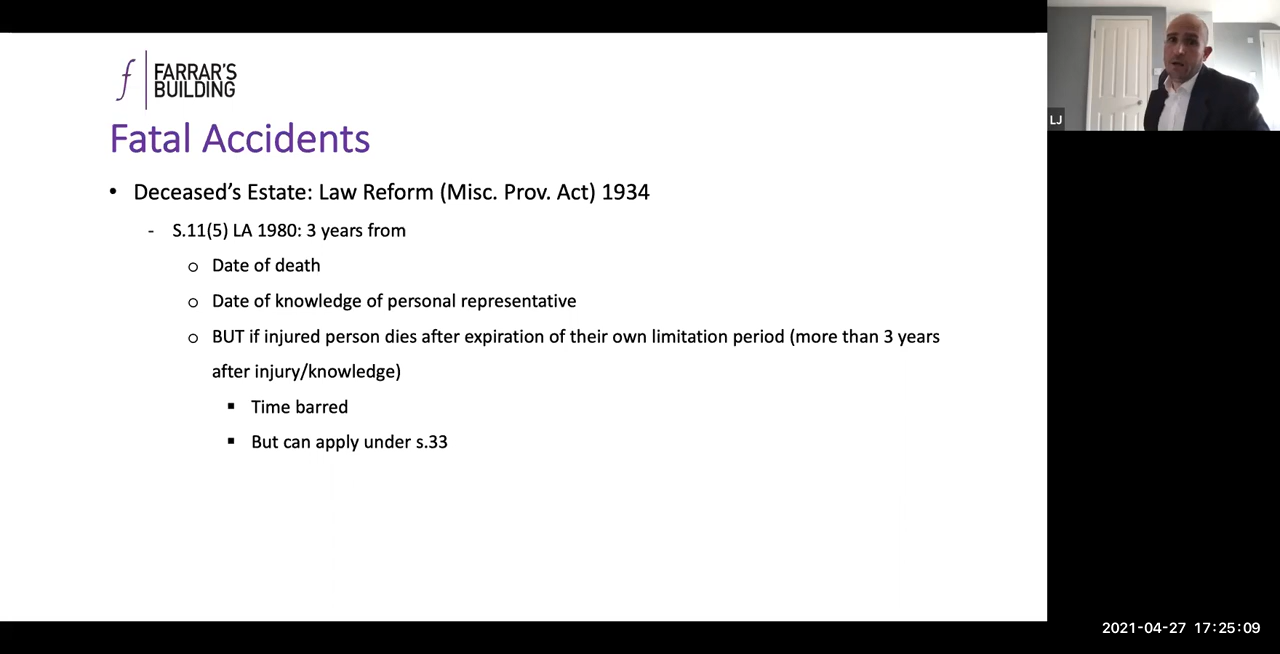 f
FARRAR'S
BUILDING
Fatal Accidents
• Deceased's Estate: Law Reform (Misc. Prov. Act) 1934
- S.11(5) LA 1980: 3 years from
o Date of death
o Date of knowledge of personal representative
o BUT if injured person dies after expiration of their own limitation period (more than 3 years
after injury/knowledge)
▪ Time barred
▪ But can apply under s.33
LJ
2021-04-27 17:25:09